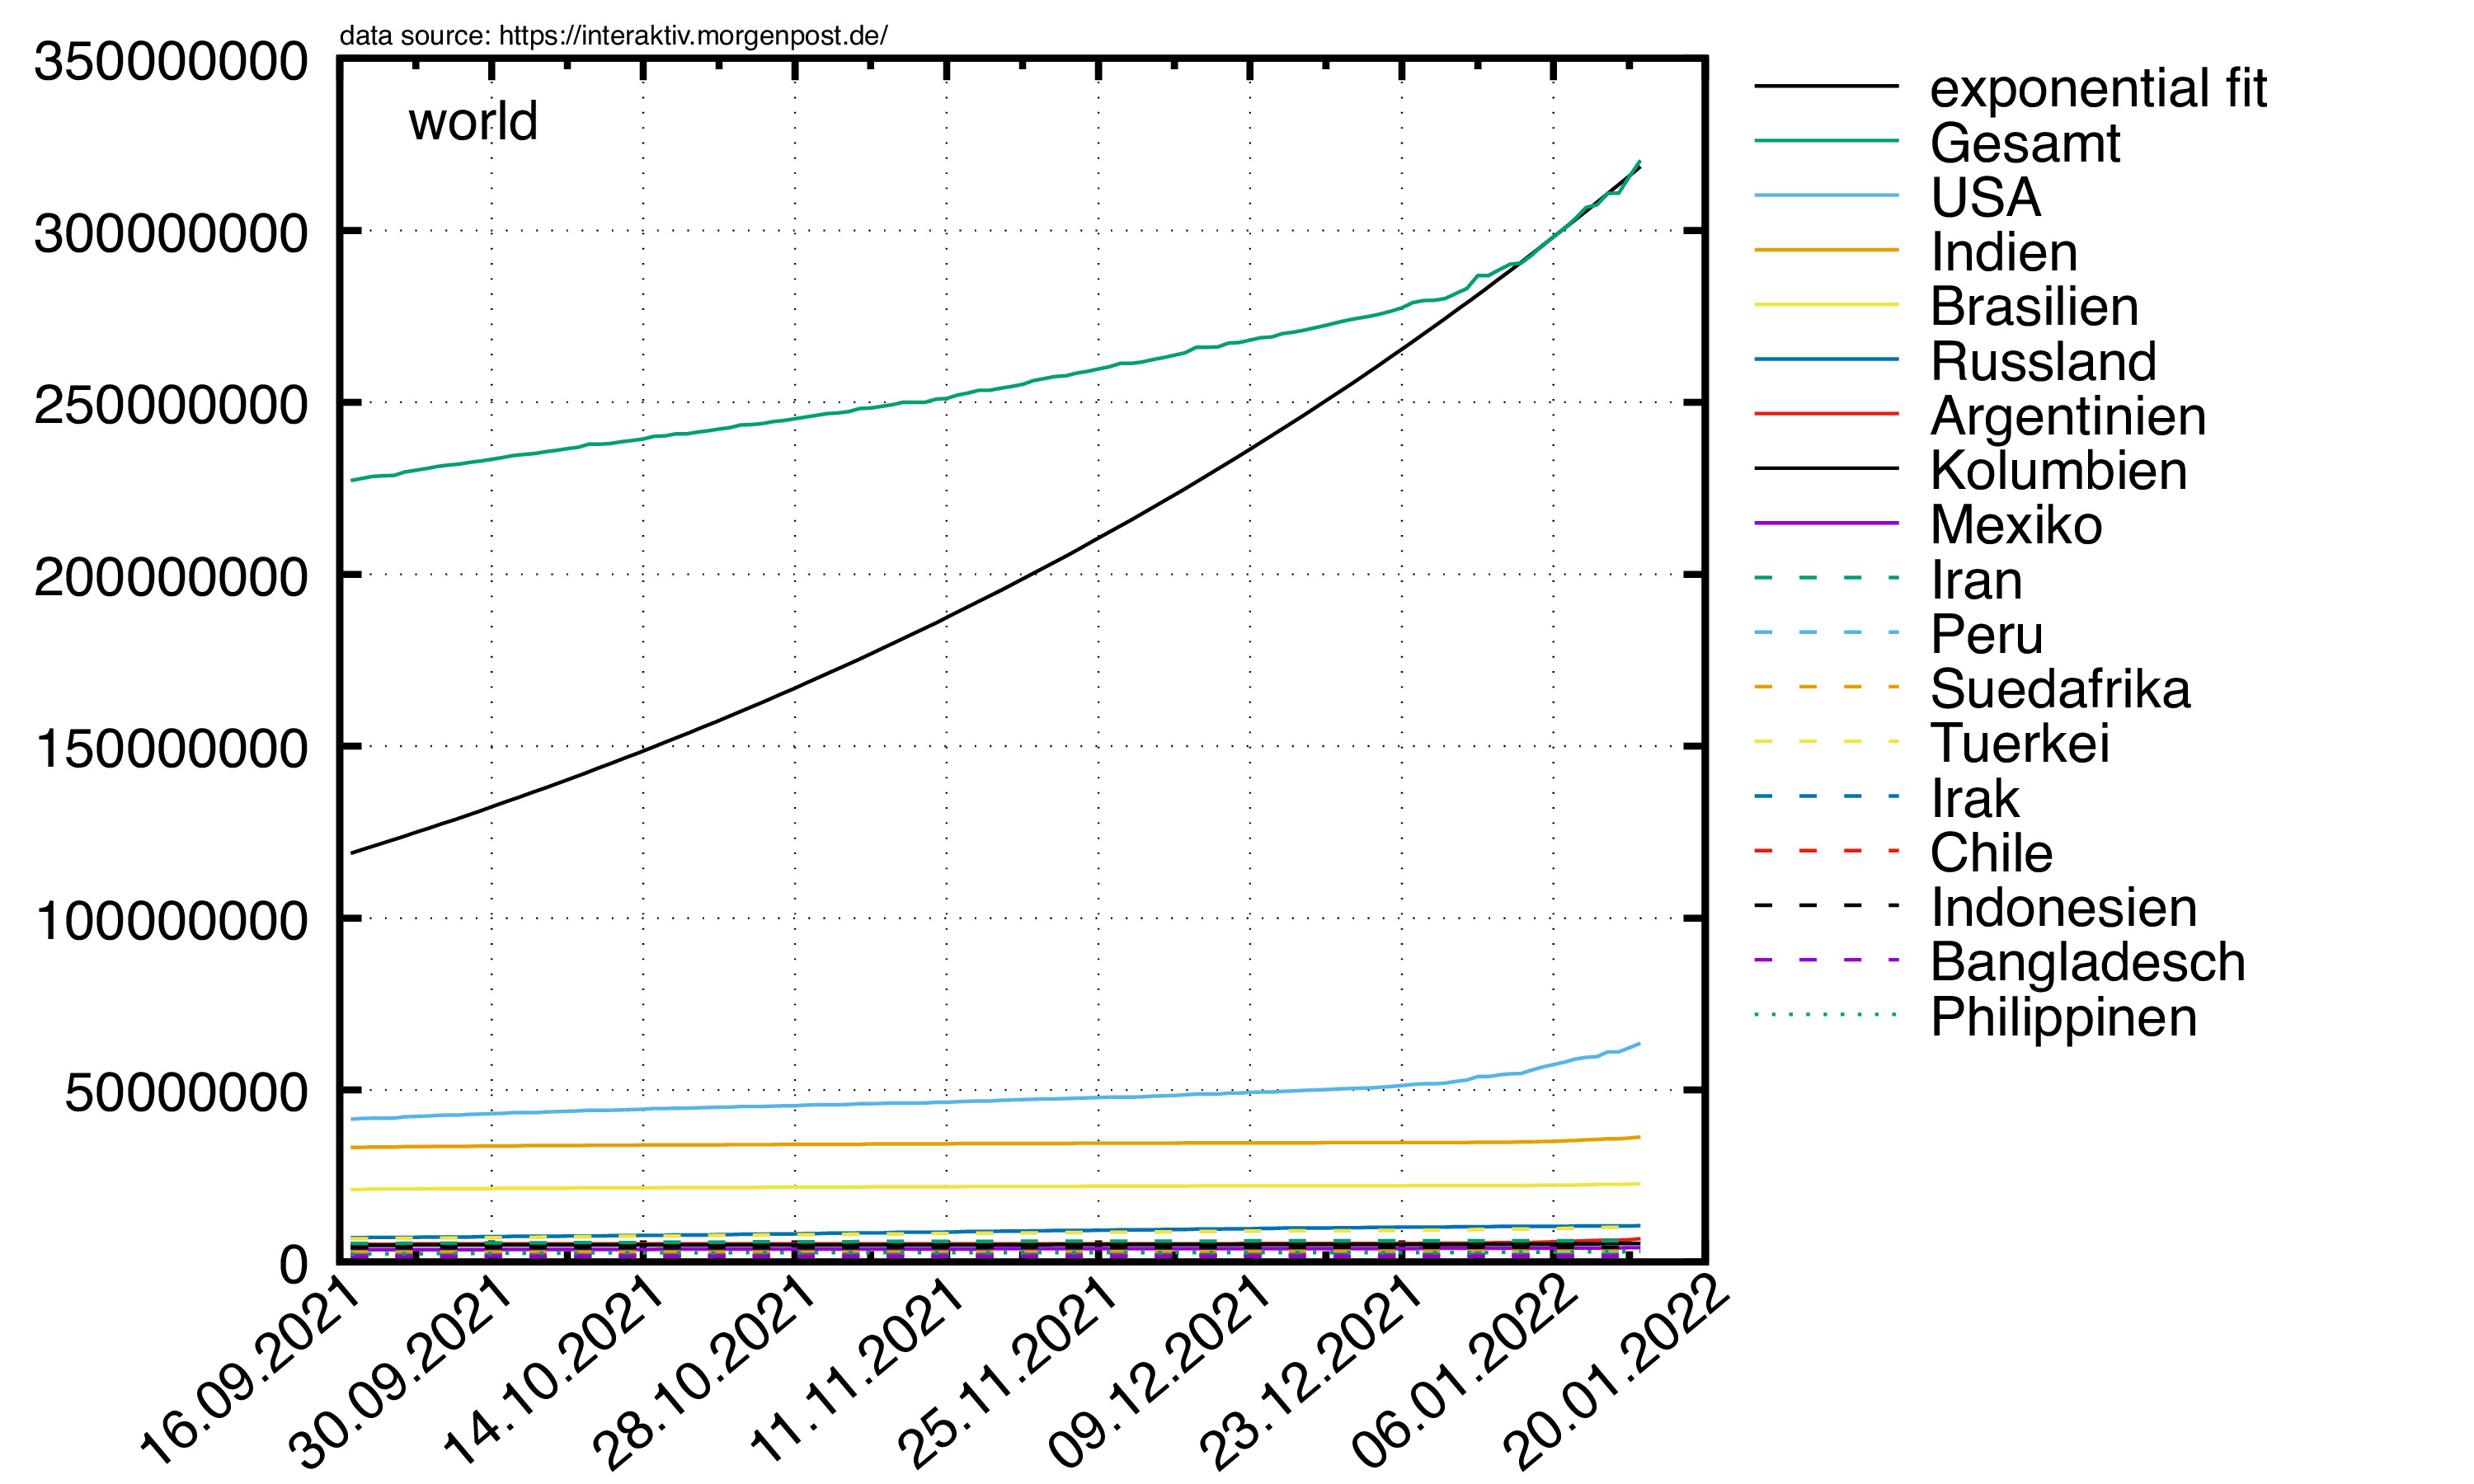 data source: https://interaktiv.morgenpost.de/
350000000
300000000
250000000
200000000
150000000
100000000
50000000
0
world
16.09.2021
30.09.2021
14.10.2021
28.10.2021
11.11.2021
25.11.2021
09.12.2021
23.12.2021
06.01.2022
20.01.2022
exponential fit
Gesamt
USA
Indien
Brasilien
Russland
Argentinien
Kolumbien
Mexiko
Iran
Peru
Suedafrika
Tuerkei
Irak
Chile
Indonesien
Bangladesch
Philippinen